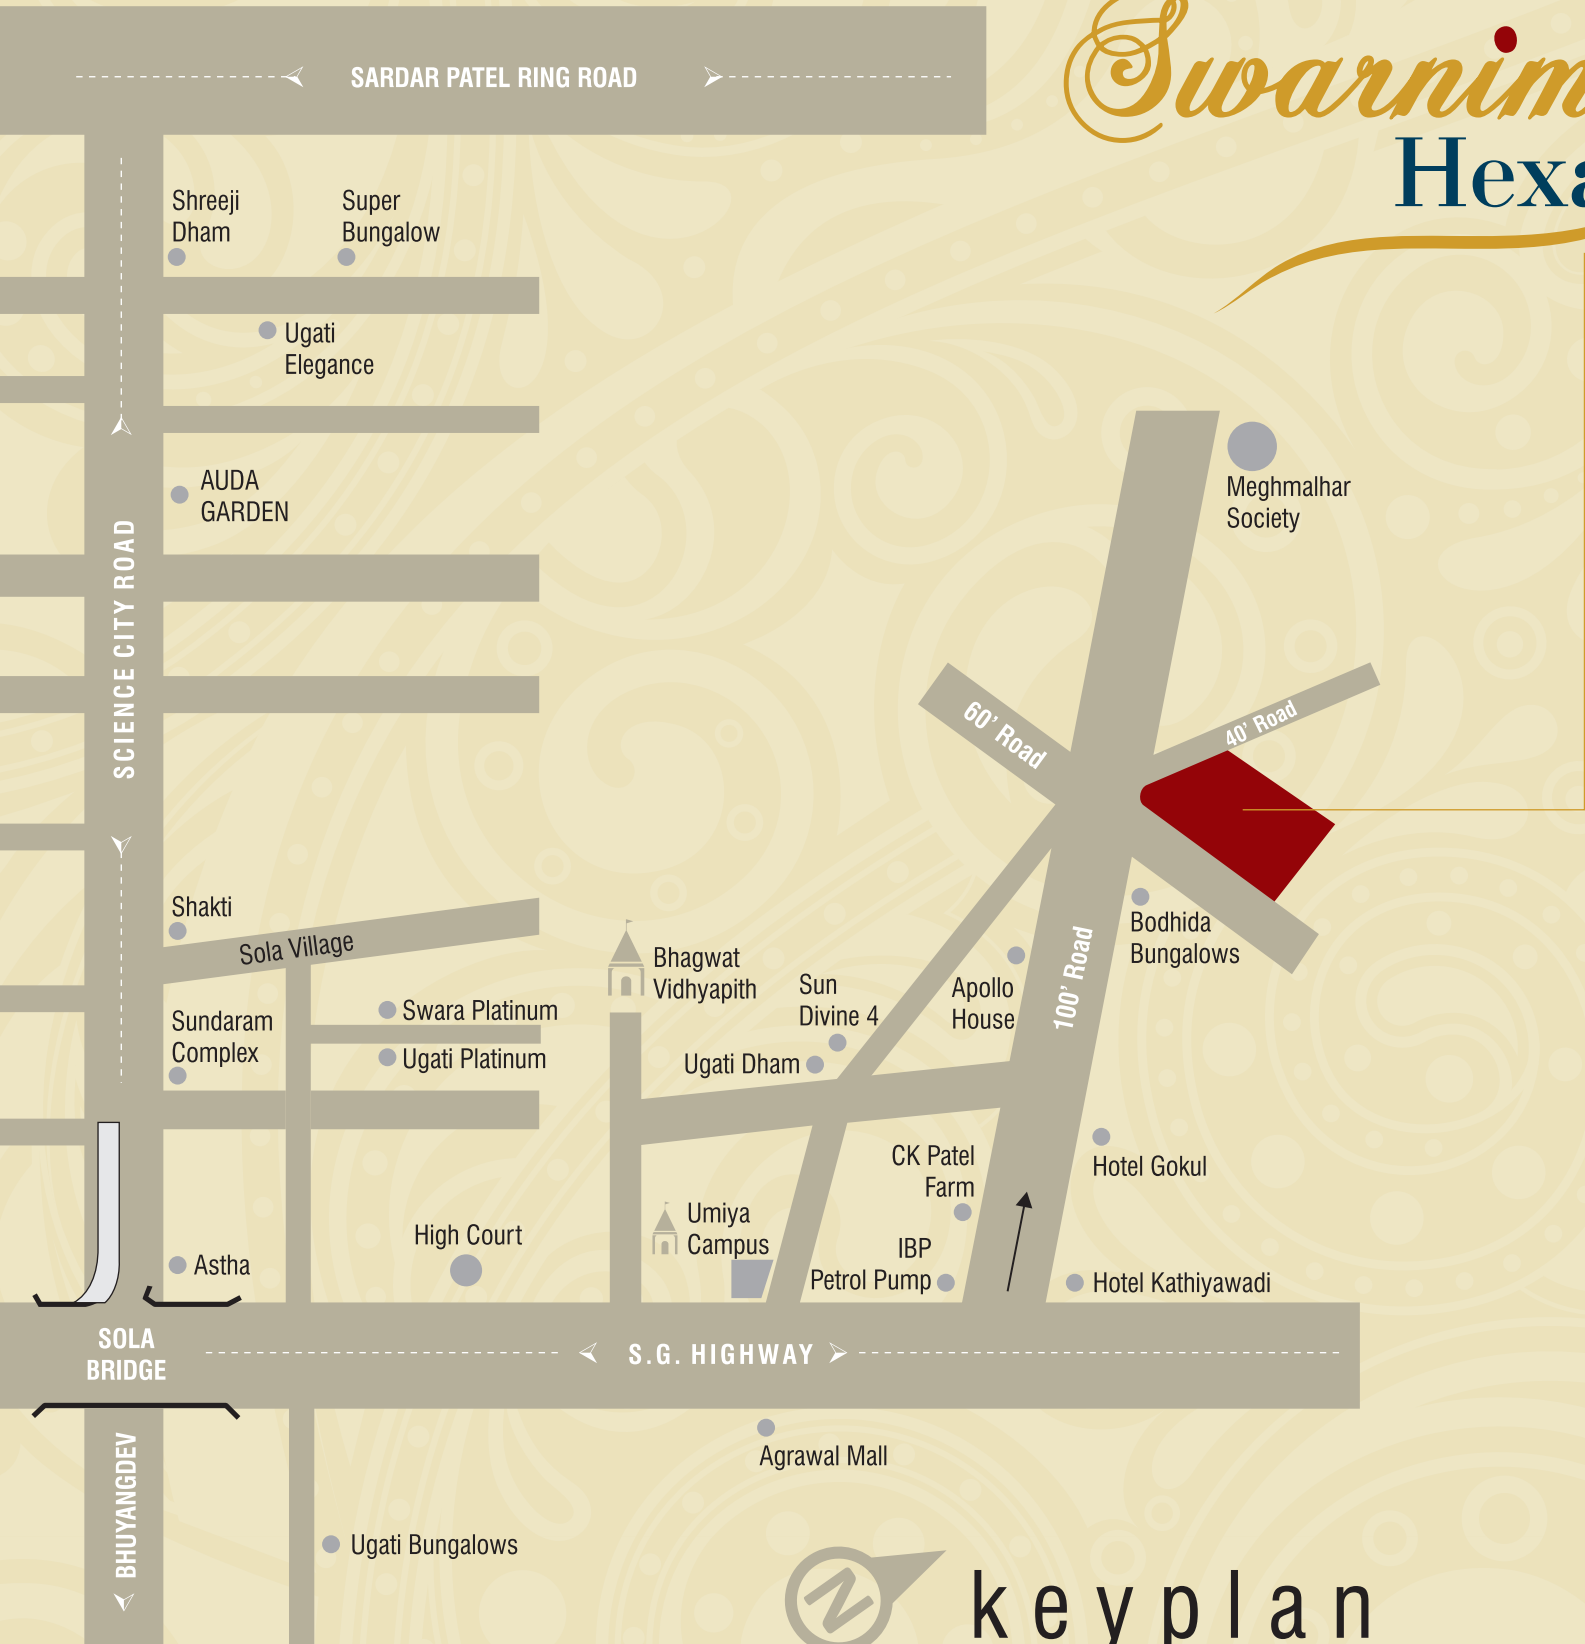 SARDAR PATEL RING ROAD
Swarnim
Hexa
Shreeji
Dham
Super
Bungalow
Ugati
Elegance
AUDA
GARDEN
SCIENCE CITY ROAD
Meghmalhar
Society
60’ Road
40’ Road
Shakti
Sola Village
Bodhida
Bungalows
100’ Road
Bhagwat
Vidhyapith
Sun
Divine 4
Apollo
House
Swara Platinum
Sundaram
Complex
Ugati Platinum
Ugati Dham
CK Patel
Farm
Hotel Gokul
Umiya
Campus
High Court
IBP
Petrol Pump
Astha
Hotel Kathiyawadi
SOLA
BRIDGE
S.G. HIGHWAY
Agrawal Mall
BHUYANGDEV
Ugati Bungalows
N
keyplan